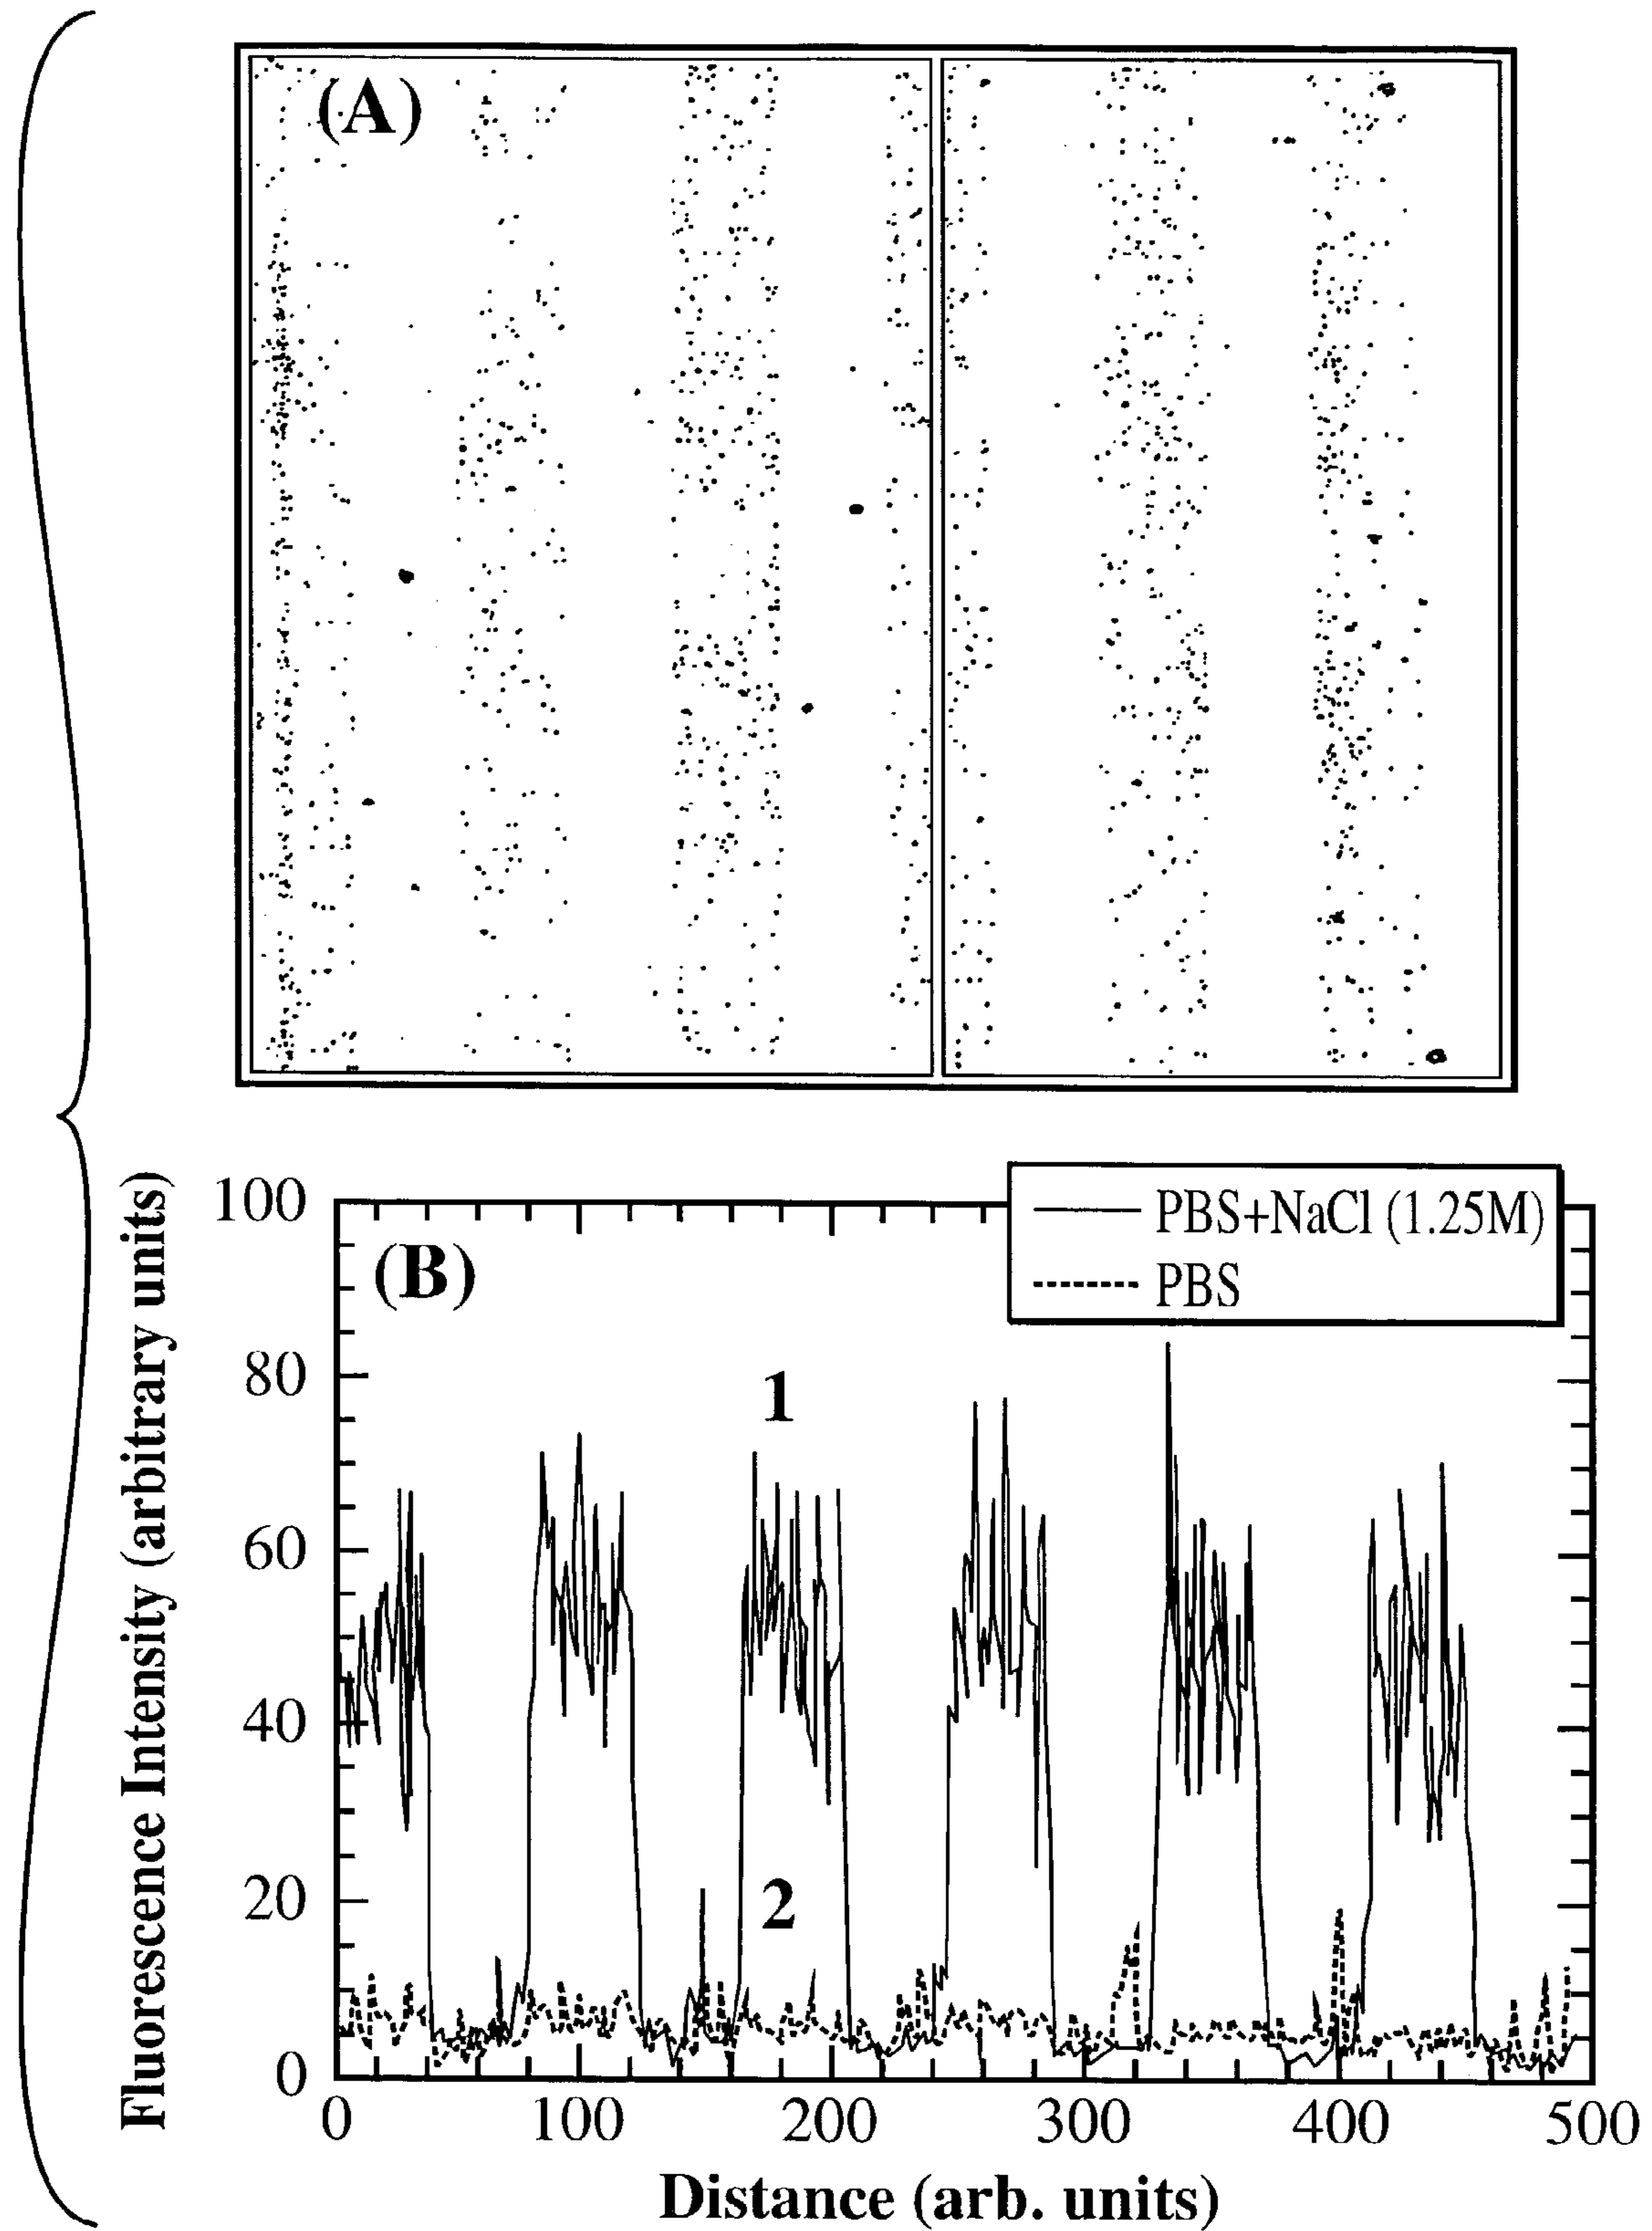 (A)
100
80
60
40
20
0
Fluorescence Intensity (arbitrary units)
(B)
PBS+NaCl (1.25M)
PBS
1
2
0 100 200 300 400 500
Distance (arb. units)